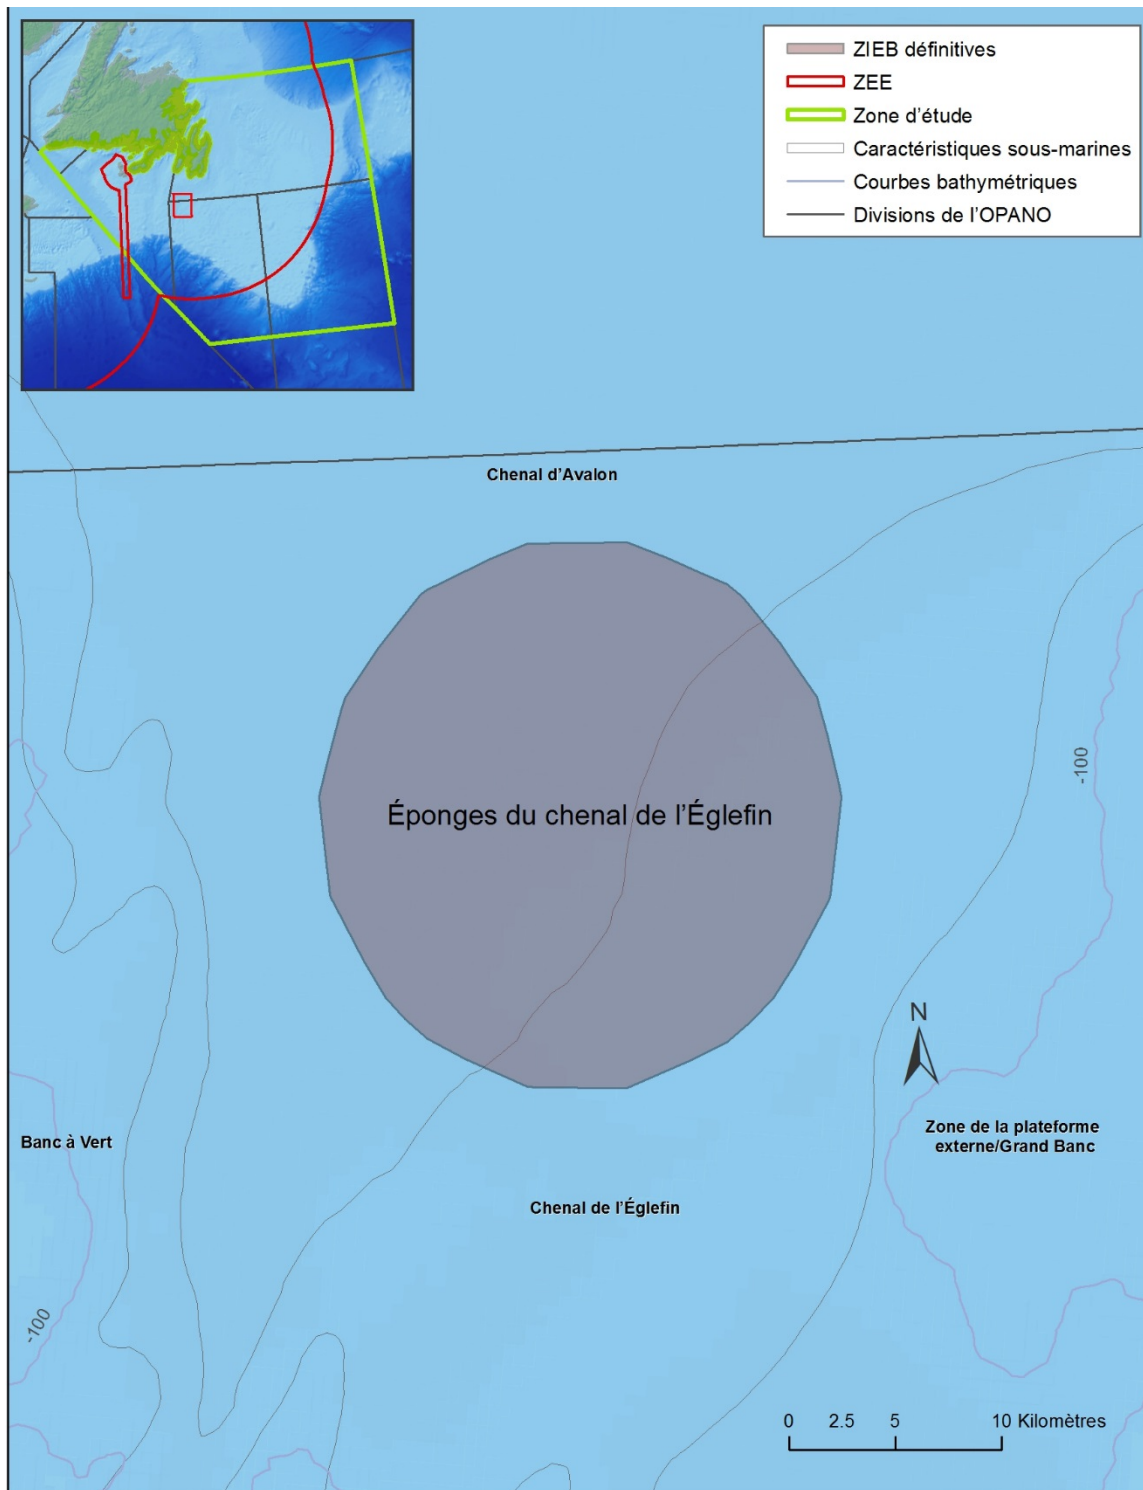 ZIEB définitives
ZEE
Zone d'étude
Caractéristiques sous-marines
Courbes bathymétriques
Divisions de l'OPANO
Chenal d'Avalon
-100
Éponges du chenal de l'Églefin
N
Banc à Vert
Zone de la plateforme
externe/Grand Banc
Chenal de l'Églefin
-100
0 2.5 5 10 Kilomètres